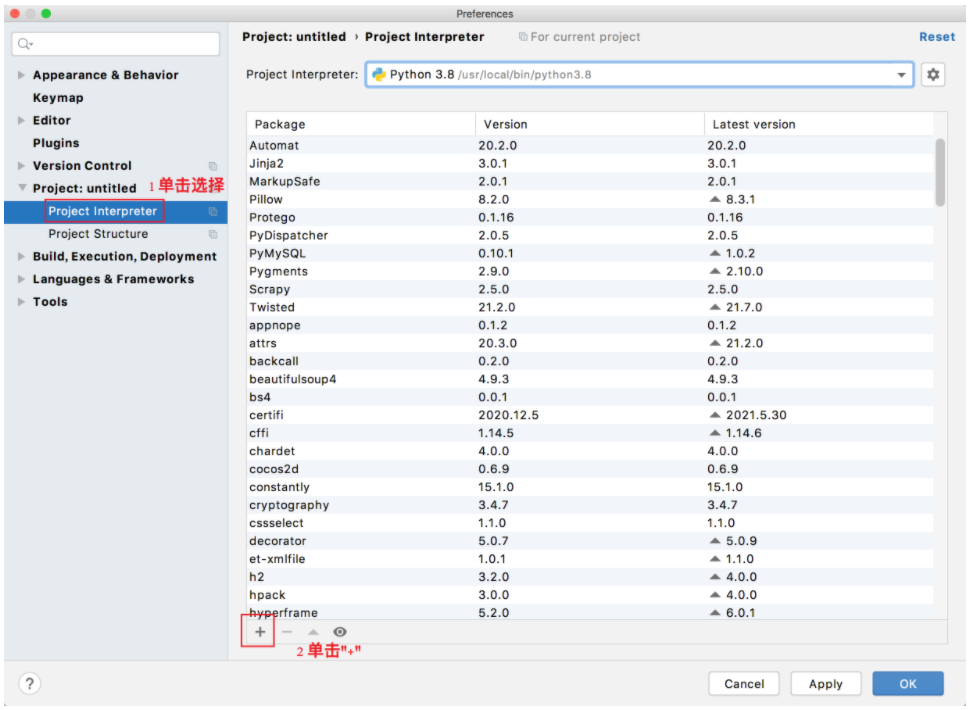 Preferences
Project: untitled › Project Interpreter For current project Reset
Project Interpreter: Python 3.8 /usr/local/bin/python3.8
Appearance & Behavior
Keymap
Editor
Plugins
Version Control
Project: untitled 1 单击选择
Project Interpreter
Project Structure
Build, Execution, Deployment
Languages & Frameworks
Tools
Package Version Latest version
Automat 20.2.0 20.2.0
Jinja2 3.0.1 3.0.1
MarkupSafe 2.0.1 2.0.1
Pillow 8.2.0 8.3.1
Protego 0.1.16 0.1.16
PyDispatcher 2.0.5 2.0.5
PyMySQL 0.10.1 1.0.2
Pygments 2.9.0 2.10.0
Scrapy 2.5.0 2.5.0
Twisted 21.2.0 21.7.0
appnope 0.1.2 0.1.2
attrs 20.3.0 21.2.0
backcall 0.2.0 0.2.0
beautifulsoup4 4.9.3 4.9.3
bs4 0.0.1 0.0.1
certifi 2020.12.5 2021.5.30
cffi 1.14.5 1.14.6
chardet 4.0.0 4.0.0
cocos2d 0.6.9 0.6.9
constantly 15.1.0 15.1.0
cryptography 3.4.7 3.4.7
cssselect 1.1.0 1.1.0
decorator 5.0.7 5.0.9
et-xmlfile 1.0.1 1.1.0
h2 3.2.0 4.0.0
hpack 3.0.0 4.0.0
hyperframe 5.2.0 6.0.1
2 单击"+"
? Cancel Apply OK